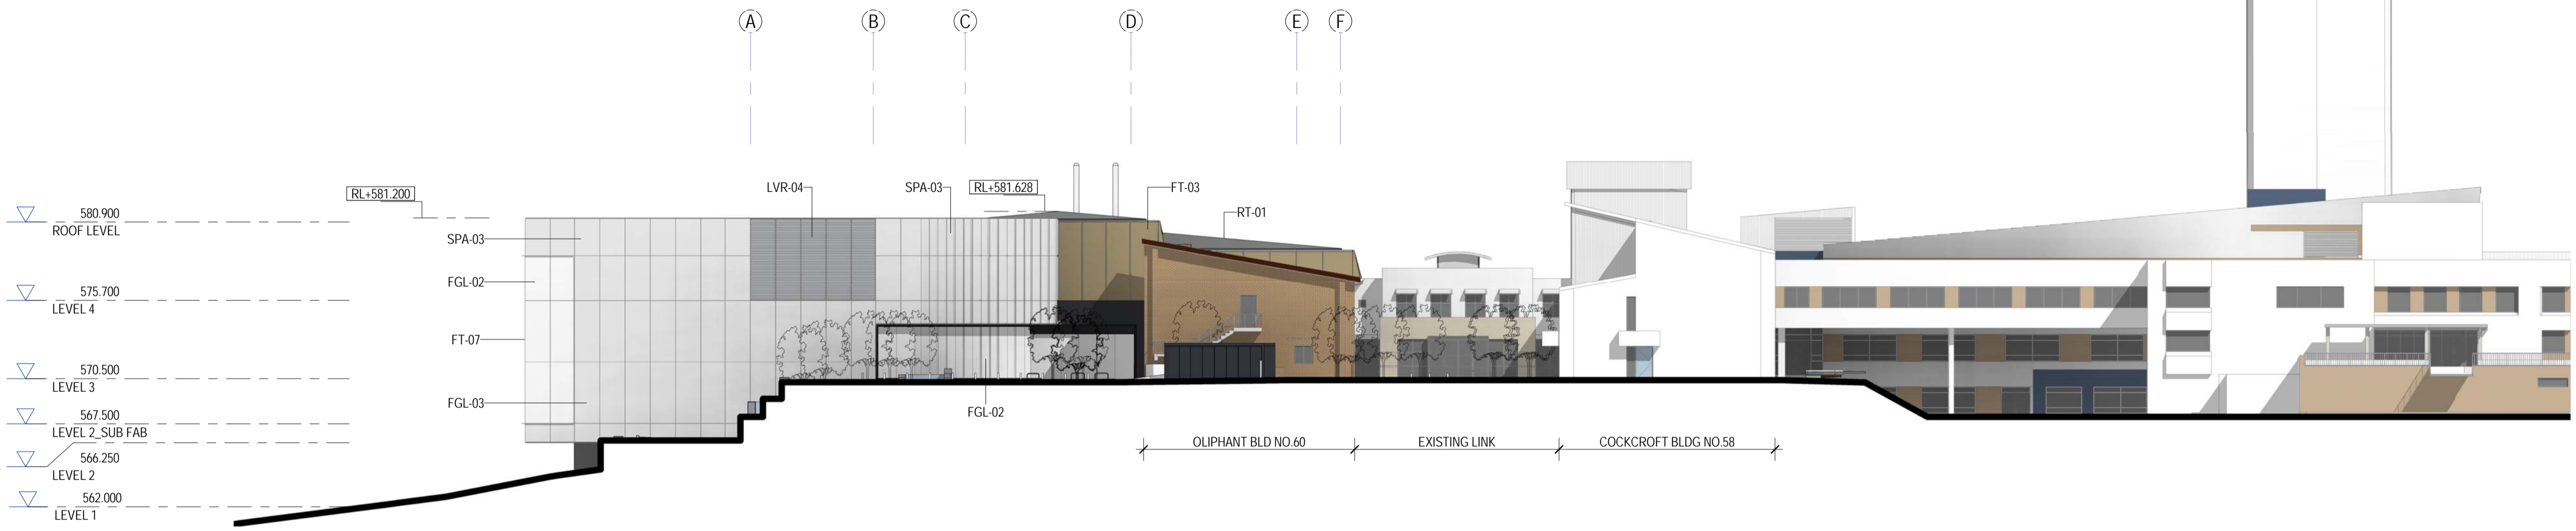 A B C D E F
LVR-04 SPA-03 RL+581.628 FT-03
RL+581.200
580.900
ROOF LEVEL
RT-01
SPA-03
FGL-02
575.700
LEVEL 4
FT-07
570.500
LEVEL 3
FGL-03
FGL-02
567.500
LEVEL 2_SUB FAB
OLIPHANT BLD NO.60 EXISTING LINK COCKCROFT BLDG NO.58
566.250
LEVEL 2
562.000
LEVEL 1